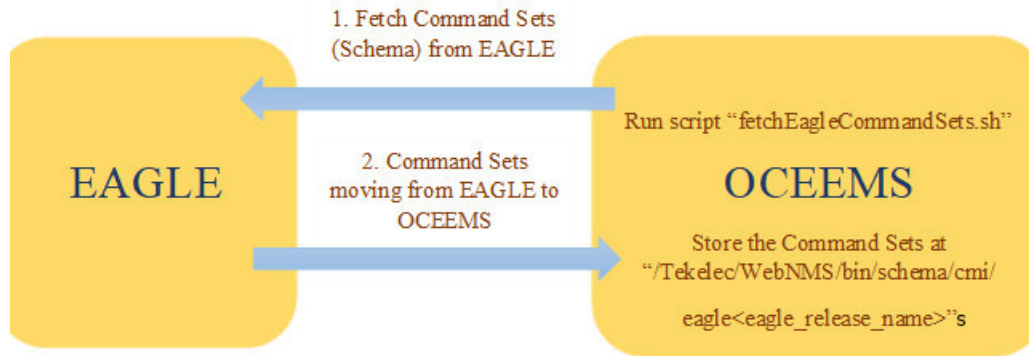 1. Fetch Command Sets
(Schema) from EAGLE
Run script “fetchEagleCommandSets.sh”
EAGLE
2. Command Sets
moving from EAGLE to
OCEEMS
OCEEMS
Store the Command Sets at
“/Tekelec/WebNMS/bin/schema/cmi/
eagle<eagle_release_name>”s